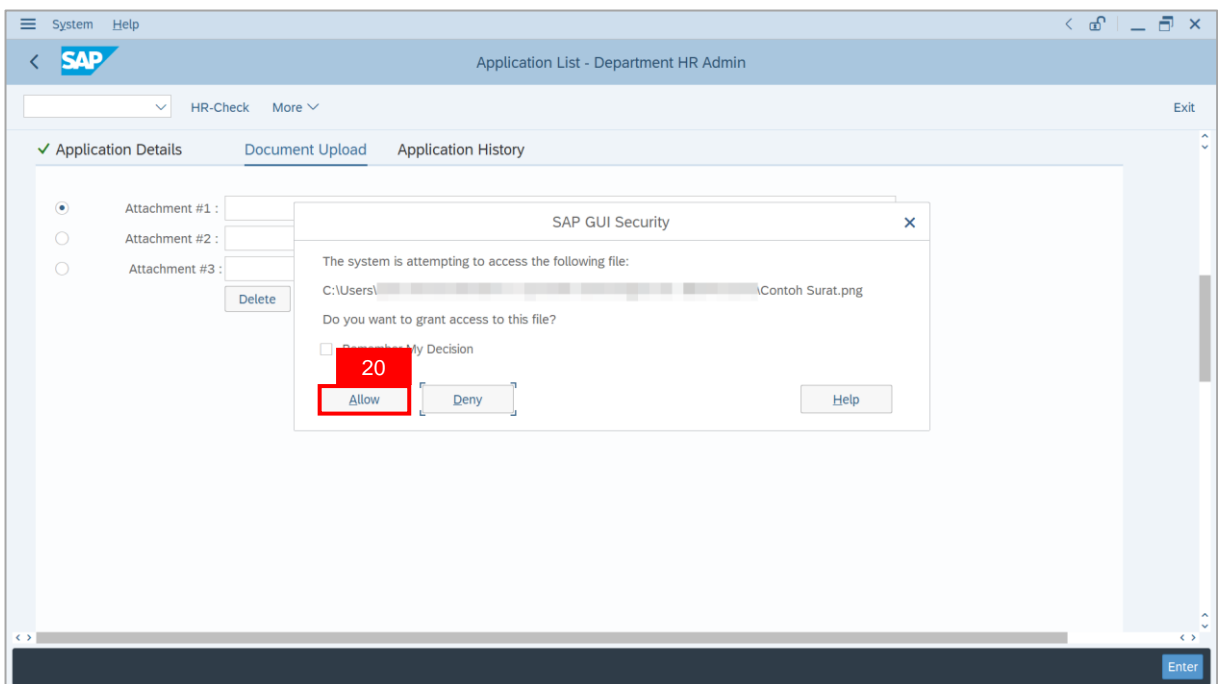 System Help
SAP
Application List - Department HR Admin
HR-Check More Exit
Application Details Document Upload Application History
Attachment #1 :
SAP GUI Security
Attachment #2 :
The system is attempting to access the following file:
Attachment #3 :
C:\Users\ \Contoh Surat.png
Delete
Do you want to grant access to this file?
My Decision
20
Allow Deny Help
Enter